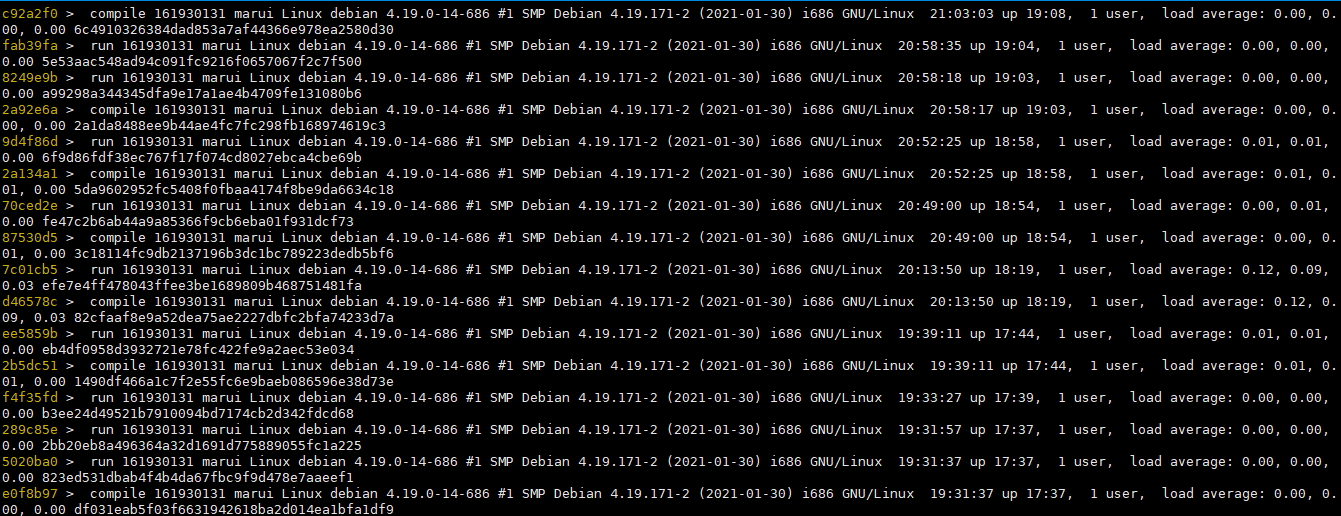 c92a2f0 >  compile 161930131 marui Linux debian 4.19.0-14-686 #1 SMP Debian 4.19.171-2 (2021-01-30) i686 GNU/Linux  21:03:03 up 19:08,  1 user,  load average: 0.00, 0.
00, 0.00 6c4910326384dad853a7af44366e978ea2580d30
fab39fa >  run 161930131 marui Linux debian 4.19.0-14-686 #1 SMP Debian 4.19.171-2 (2021-01-30) i686 GNU/Linux  20:58:35 up 19:04,  1 user,  load average: 0.00, 0.00,
0.00 5e53aac548ad94c091fc9216f0657067f2c7f500
8249e9b >  run 161930131 marui Linux debian 4.19.0-14-686 #1 SMP Debian 4.19.171-2 (2021-01-30) i686 GNU/Linux  20:58:18 up 19:03,  1 user,  load average: 0.00, 0.00,
0.00 a99298a344345dfa9e17a1ae4b4709fe131080b6
2a92e6a >  compile 161930131 marui Linux debian 4.19.0-14-686 #1 SMP Debian 4.19.171-2 (2021-01-30) i686 GNU/Linux  20:58:17 up 19:03,  1 user,  load average: 0.00, 0.
00, 0.00 2a1da8488ee9b44ae4fc7fc298fb168974619c3
9d4f86d >  run 161930131 marui Linux debian 4.19.0-14-686 #1 SMP Debian 4.19.171-2 (2021-01-30) i686 GNU/Linux  20:52:25 up 18:58,  1 user,  load average: 0.01, 0.01,
0.00 6f9d86fdf38ec767f17f074cd8027ebca4cbe69b
2a134a1 >  compile 161930131 marui Linux debian 4.19.0-14-686 #1 SMP Debian 4.19.171-2 (2021-01-30) i686 GNU/Linux  20:52:25 up 18:58,  1 user,  load average: 0.01, 0.
01, 0.00 5da9602952fc5408f0fbaa4174f8be9da6634c18
70ced2e >  run 161930131 marui Linux debian 4.19.0-14-686 #1 SMP Debian 4.19.171-2 (2021-01-30) i686 GNU/Linux  20:49:00 up 18:54,  1 user,  load average: 0.00, 0.01,
0.00 fe47c2b6ab44a9a85366f9cb6eba01f931dcf73
87530d5 >  compile 161930131 marui Linux debian 4.19.0-14-686 #1 SMP Debian 4.19.171-2 (2021-01-30) i686 GNU/Linux  20:49:00 up 18:54,  1 user,  load average: 0.00, 0.
01, 0.00 3c18114fc9db2137196b3dc1bc789223dedb5bf6
7c01cb5 >  run 161930131 marui Linux debian 4.19.0-14-686 #1 SMP Debian 4.19.171-2 (2021-01-30) i686 GNU/Linux  20:13:50 up 18:19,  1 user,  load average: 0.12, 0.09,
0.03 efe7e4ff478043ffee3be1689809b468751481fa
d46578c >  compile 161930131 marui Linux debian 4.19.0-14-686 #1 SMP Debian 4.19.171-2 (2021-01-30) i686 GNU/Linux  20:13:50 up 18:19,  1 user,  load average: 0.12, 0.
09, 0.03 82cfaaf8e9a52dea75ae2227dbfc2bfa74233d7a
ee5859b >  run 161930131 marui Linux debian 4.19.0-14-686 #1 SMP Debian 4.19.171-2 (2021-01-30) i686 GNU/Linux  19:39:11 up 17:44,  1 user,  load average: 0.01, 0.01,
0.00 eb4df0958d3932721e78fc422fe9a2aec53e034
2b5dc51 >  compile 161930131 marui Linux debian 4.19.0-14-686 #1 SMP Debian 4.19.171-2 (2021-01-30) i686 GNU/Linux  19:39:11 up 17:44,  1 user,  load average: 0.01, 0.
01, 0.00 1490df466a1c7f2e55fc6e9baeb086596e38d73e
f4f35fd >  run 161930131 marui Linux debian 4.19.0-14-686 #1 SMP Debian 4.19.171-2 (2021-01-30) i686 GNU/Linux  19:33:27 up 17:39,  1 user,  load average: 0.00, 0.00,
0.00 b3ee24d49521b7910094bd7174cb2d342fdcd68
289c85e >  run 161930131 marui Linux debian 4.19.0-14-686 #1 SMP Debian 4.19.171-2 (2021-01-30) i686 GNU/Linux  19:31:57 up 17:37,  1 user,  load average: 0.00, 0.00,
0.00 2bb20eb8a496364a32d1691d775889055fc1a225
5020ba0 >  run 161930131 marui Linux debian 4.19.0-14-686 #1 SMP Debian 4.19.171-2 (2021-01-30) i686 GNU/Linux  19:31:37 up 17:37,  1 user,  load average: 0.00, 0.00,
0.00 823ed531dbab4f4b4da67fbc9f9d478e7aaeef1
e0f8b97 >  compile 161930131 marui Linux debian 4.19.0-14-686 #1 SMP Debian 4.19.171-2 (2021-01-30) i686 GNU/Linux  19:31:37 up 17:37,  1 user,  load average: 0.00, 0.
00, 0.00 df031eab5f03f6631942618ba2d014ea1bfa1df9